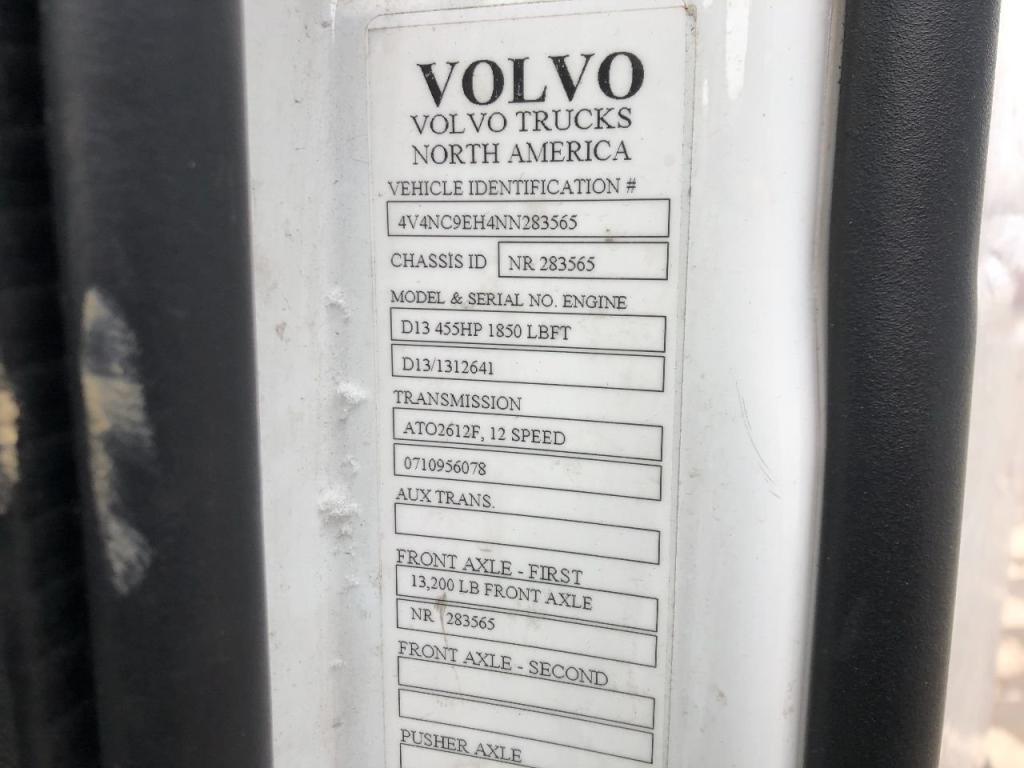 VOLVO
VOLVO TRUCKS
NORTH AMERICA
VEHICLE IDENTIFICATION #
4V4NC9EH4NN283565
CHASSIS ID NR 283565
MODEL & SERIAL NO. ENGINE
D13 455HP 1850 LBFT
D13/1312641
TRANSMISSION
ATO2612F, 12 SPEED
0710956078
AUX TRANS.
FRONT AXLE - FIRST
13,200 LB FRONT AXLE
NR 283565
FRONT AXLE - SECOND
PUSHER AXLE